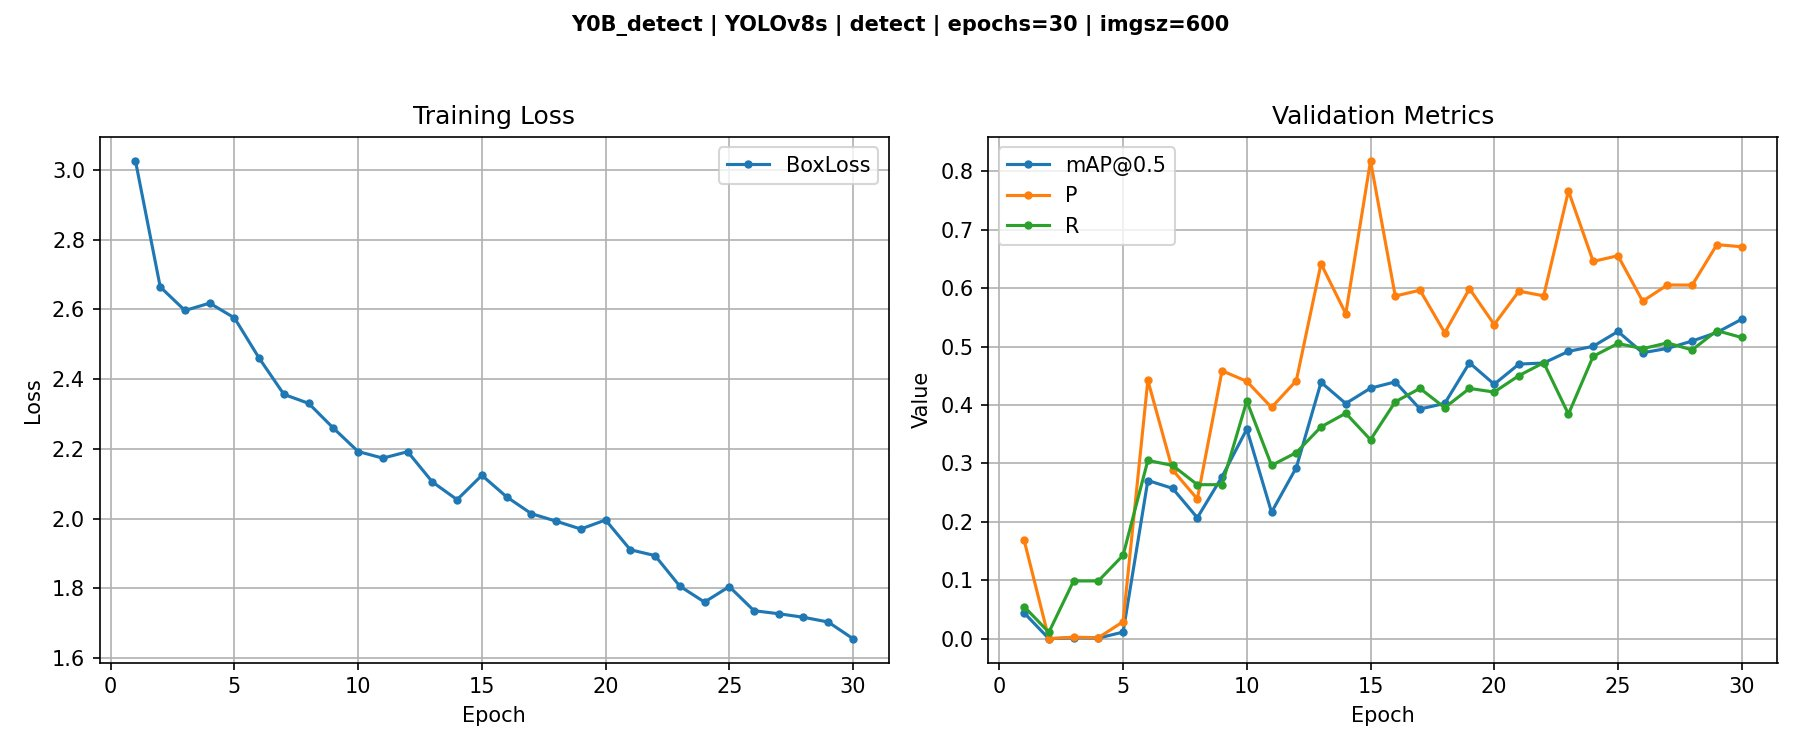 Y0B_detect | YOLOv8s | detect | epochs=30 | imgsz=600
Training Loss
3.0
2.8
2.6
2.4
2.2
2.0
1.8
1.6
Loss
BoxLoss
0 5 10 15 20 25 30
Epoch
Validation Metrics
0.8
0.7
0.6
0.5
0.4
0.3
0.2
0.1
0.0
Value
mAP@0.5
P
R
0 5 10 15 20 25 30
Epoch